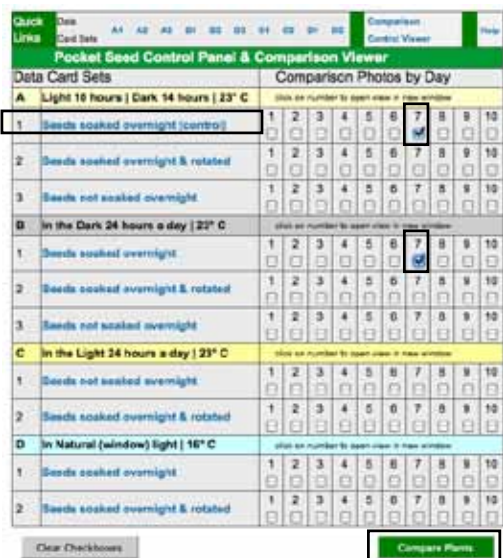 Quick Data Comparison
Links Card Sets A1 A2 A3 B1 B2 B3 C1 C2 D1 D2 Control Viewer Help
Pocket Seed Control Panel & Comparison Viewer
Data Card Sets Comparison Photos by Day
A Light 10 hours | Dark 14 hours | 23° C click on number to open view in new window
1 Seeds soaked overnight (control) 1 2 3 4 5 6 7 8 9 10
2 Seeds soaked overnight & rotated 1 2 3 4 5 6 7 8 9 10
3 Seeds not soaked overnight 1 2 3 4 5 6 7 8 9 10
B In the Dark 24 hours a day | 23° C click on number to open view in new window
1 Seeds soaked overnight 1 2 3 4 5 6 7 8 9 10
2 Seeds soaked overnight & rotated 1 2 3 4 5 6 7 8 9 10
3 Seeds not soaked overnight 1 2 3 4 5 6 7 8 9 10
C In the Light 24 hours a day | 23° C click on number to open view in new window
1 Seeds not soaked overnight 1 2 3 4 5 6 7 8 9 10
2 Seeds soaked overnight & rotated 1 2 3 4 5 6 7 8 9 10
D In Natural (window) light | 16° C click on number to open view in new window
1 Seeds soaked overnight 1 2 3 4 5 6 7 8 9 10
2 Seeds soaked overnight & rotated 1 2 3 4 5 6 7 8 9 10
Clear Checkboxes Compare Plants